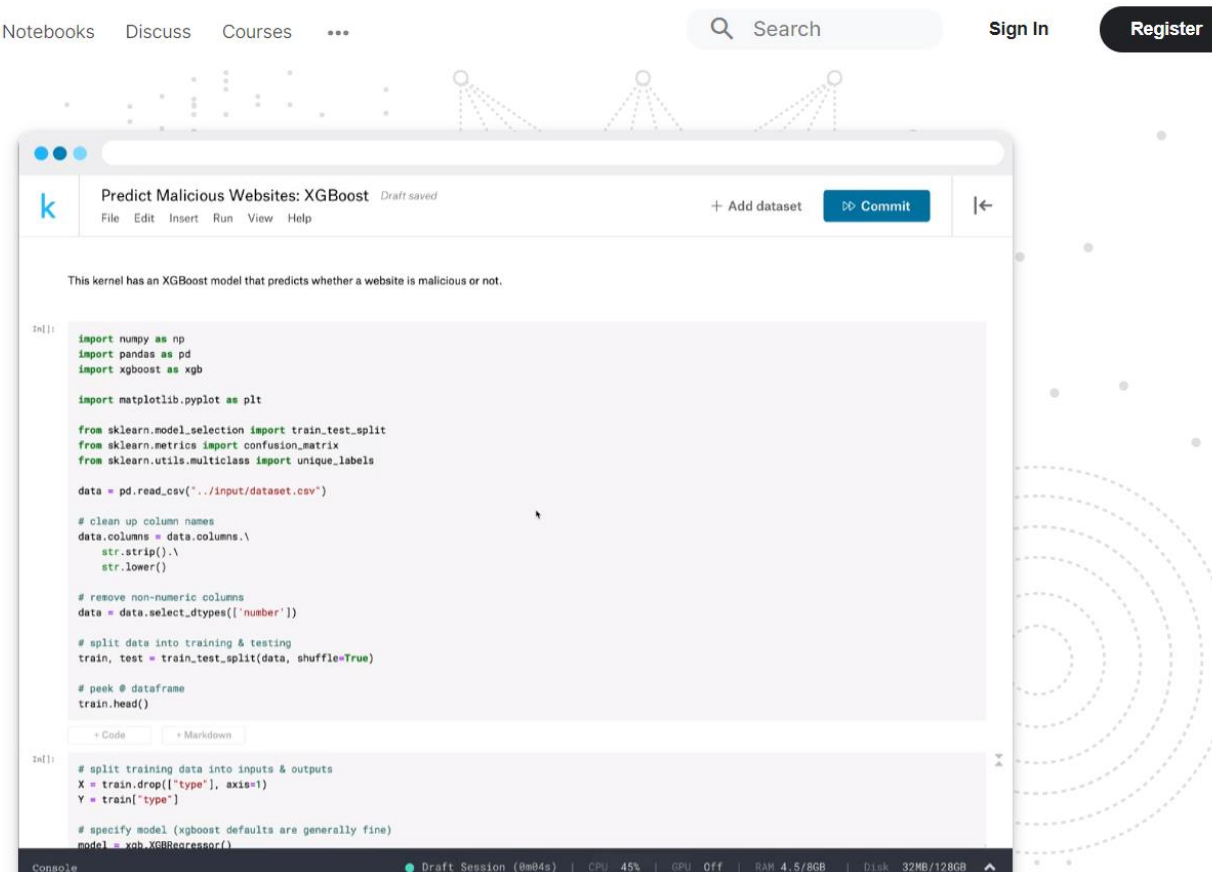 Notebooks Discuss Courses •••
Search
Sign In
Register
k
Predict Malicious Websites: XGBoost Draft saved
File Edit Insert Run View Help
+ Add dataset
Commit
This kernel has an XGBoost model that predicts whether a website is malicious or not.
In[]:
import numpy as np
import pandas as pd
import xgboost as xgb
import matplotlib.pyplot as plt
from sklearn.model_selection import train_test_split
from sklearn.metrics import confusion_matrix
from sklearn.utils.multiclass import unique_labels
data = pd.read_csv("../input/dataset.csv")
# clean up column names
data.columns = data.columns.\
    str.strip().\
    str.lower()
# remove non-numeric columns
data = data.select_dtypes(['number'])
# split data into training & testing
train, test = train_test_split(data, shuffle=True)
# peek @ dataframe
train.head()
+ Code + Markdown
In[]:
# split training data into inputs & outputs
X = train.drop(["type"], axis=1)
Y = train["type"]
# specify model (xgboost defaults are generally fine)
model = xgb.XGBRegressor()
Console
Draft Session (0m04s) | CPU 45% | GPU Off | RAM 4.5/8GB | Disk 32MB/128GB